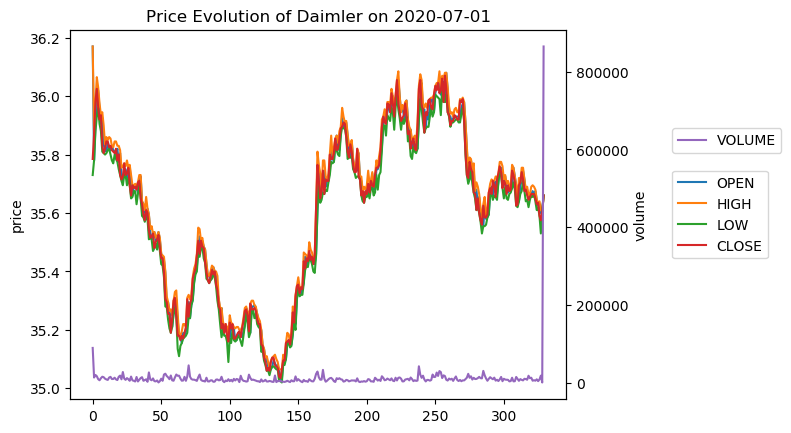 Price Evolution of Daimler on 2020-07-01
36.2
36.0
35.8
35.6
35.4
35.2
35.0
price
0
50
100
150
200
250
300
800000
600000
400000
200000
0
volume
VOLUME
OPEN
HIGH
LOW
CLOSE